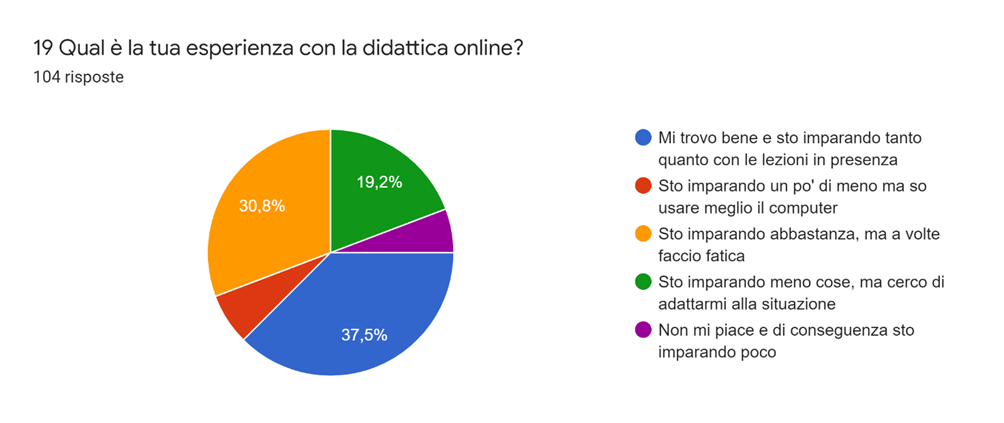 19 Qual è la tua esperienza con la didattica online?
104 risposte
19,2%
30,8%
37,5%
Mi trovo bene e sto imparando tanto
quanto con le lezioni in presenza
Sto imparando un po' di meno ma so
usare meglio il computer
Sto imparando abbastanza, ma a volte
faccio fatica
Sto imparando meno cose, ma cerco di
adattarmi alla situazione
Non mi piace e di conseguenza sto
imparando poco